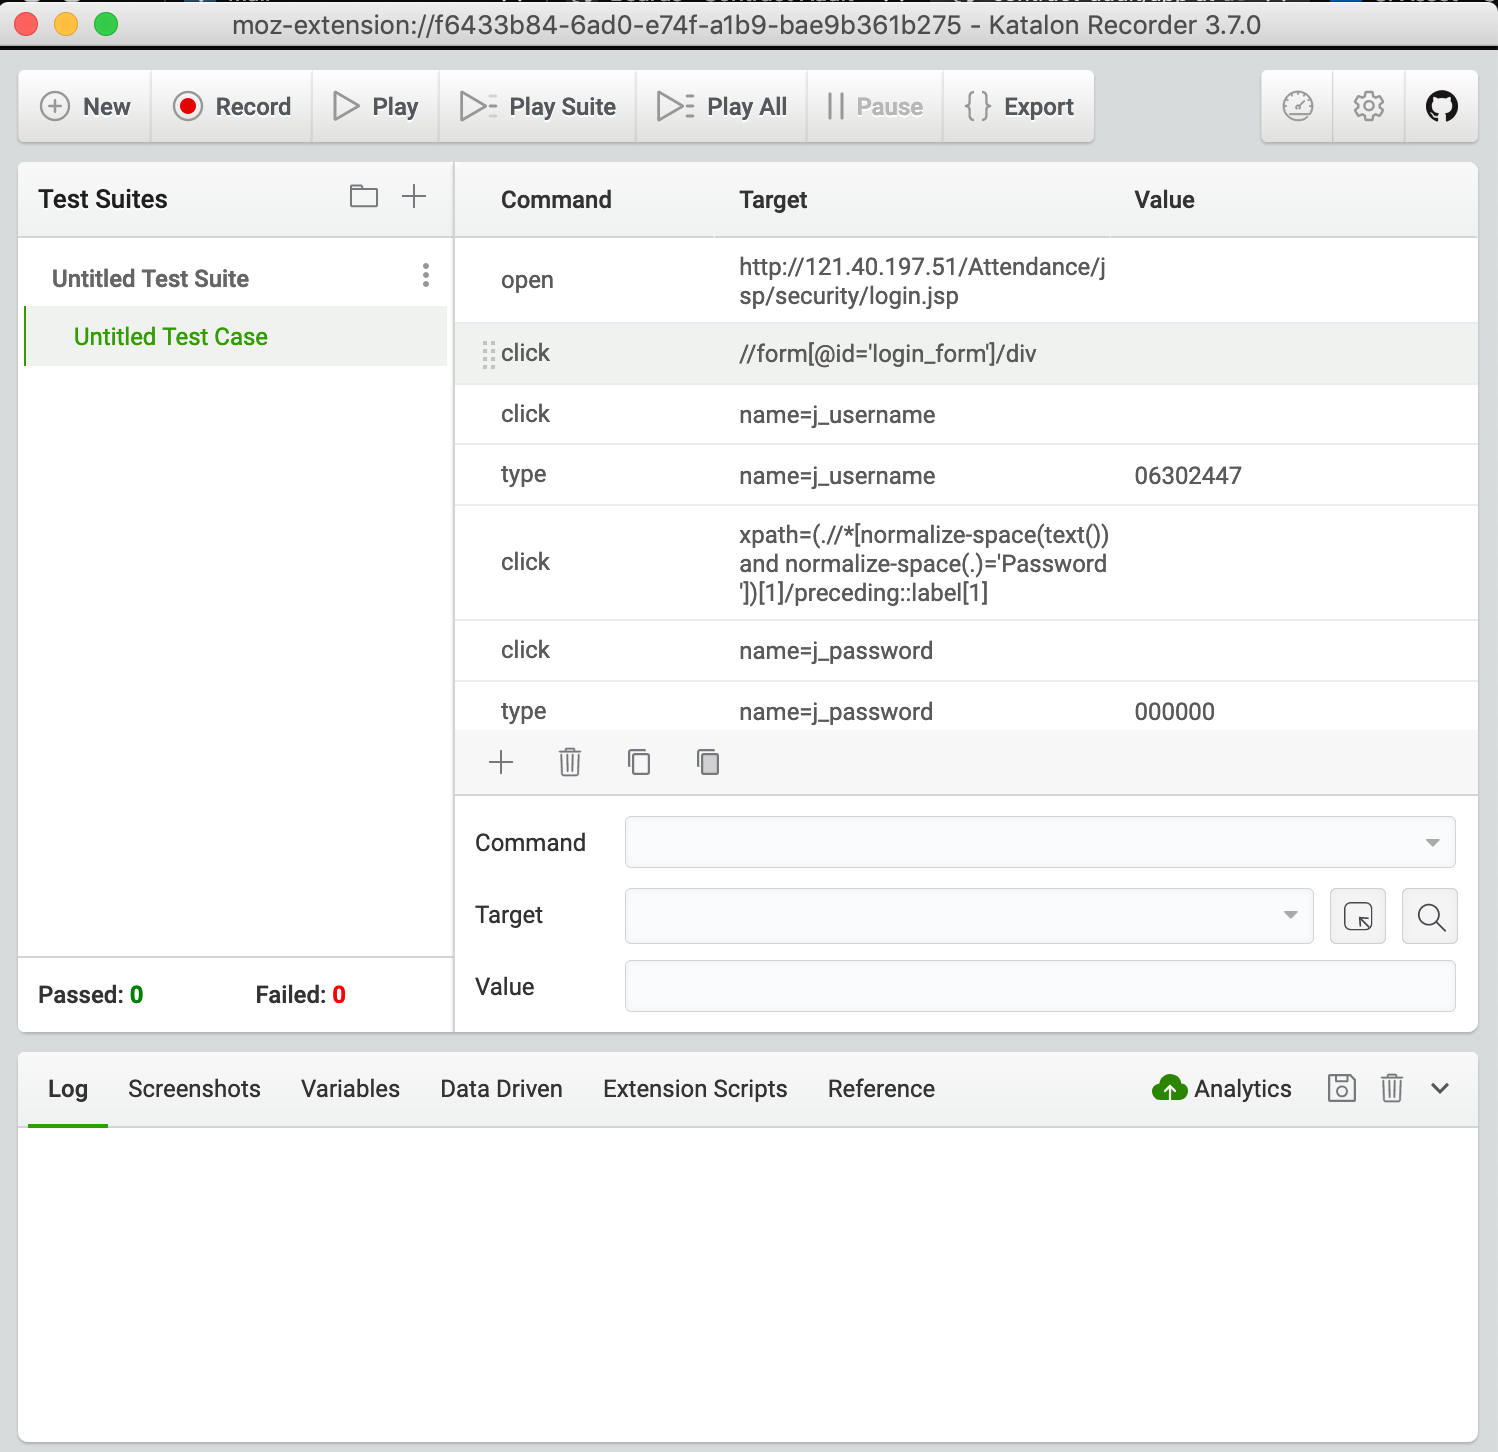 moz-extension://f6433b84-6ad0-e74f-a1b9-bae9b361b275 - Katalon Recorder 3.7.0
New Record Play Play Suite Play All Pause Export
Test Suites
Untitled Test Suite
Untitled Test Case
Passed: 0 Failed: 0
Command Target Value
open http://121.40.197.51/Attendance/j
sp/security/login.jsp
click //form[@id='login_form']/div
click name=j_username
type name=j_username 06302447
click xpath=(.//*[normalize-space(text())
and normalize-space(.)='Password
'])[1]/preceding::label[1]
click name=j_password
type name=j_password 000000
Command
Target
Value
Log Screenshots Variables Data Driven Extension Scripts Reference Analytics